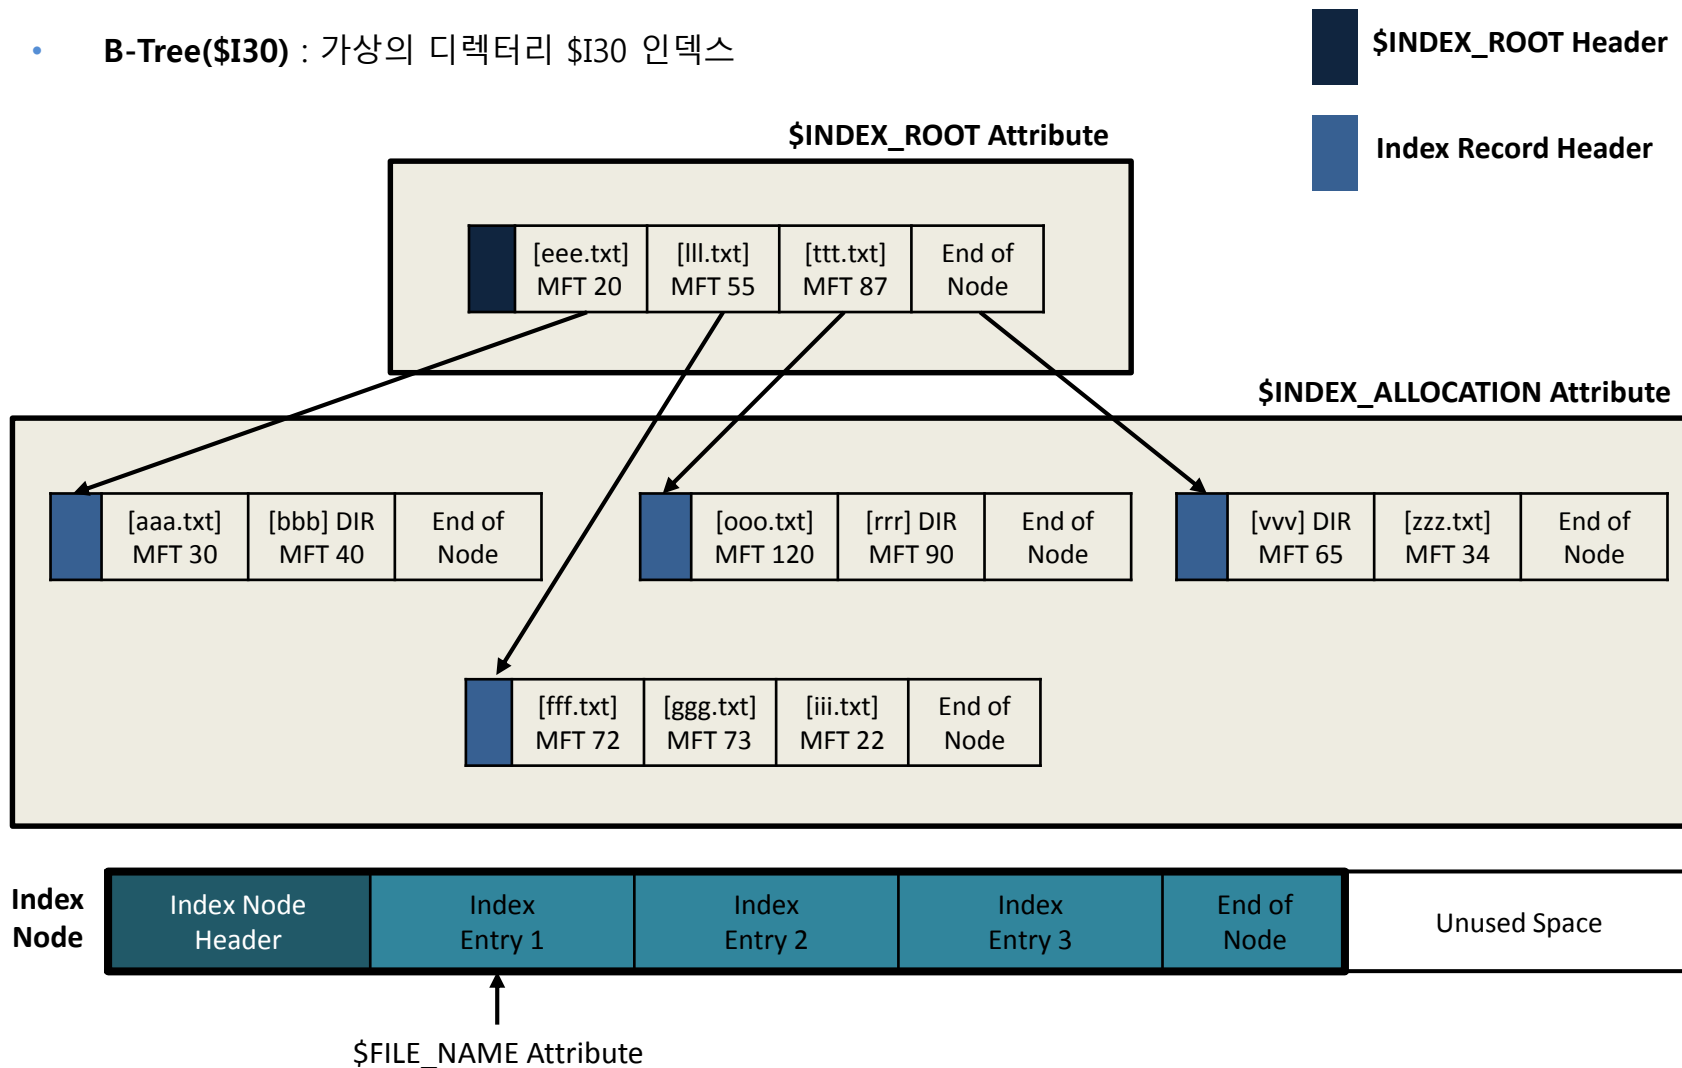 • B-Tree($I30) : 가상의 디렉터리 $I30 인덱스
$INDEX_ROOT Header
Index Record Header
$INDEX_ROOT Attribute
[eee.txt] [lll.txt] [ttt.txt] End of
MFT 20 MFT 55 MFT 87 Node
$INDEX_ALLOCATION Attribute
[aaa.txt] [bbb] DIR End of
MFT 30 MFT 40 Node
[ooo.txt] [rrr] DIR End of
MFT 120 MFT 90 Node
[vvv] DIR [zzz.txt] End of
MFT 65 MFT 34 Node
[fff.txt] [ggg.txt] [iii.txt] End of
MFT 72 MFT 73 MFT 22 Node
Index
Node
Index Node
Header
Index
Entry 1
Index
Entry 2
Index
Entry 3
End of
Node
Unused Space
$FILE_NAME Attribute